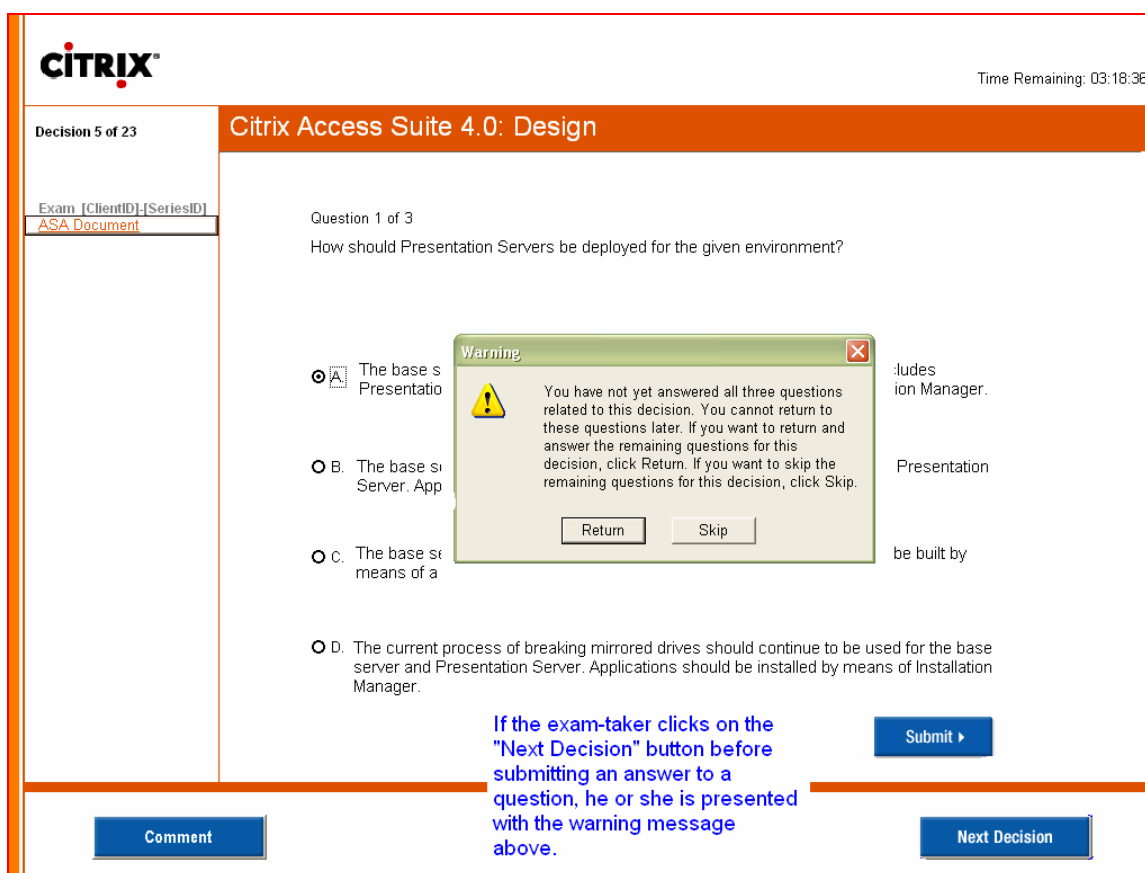 CİTRIX®
Time Remaining: 03:18:36
Decision 5 of 23
Citrix Access Suite 4.0: Design
Exam [ClientID]-[SeriesID]
ASA Document
Question 1 of 3
How should Presentation Servers be deployed for the given environment?
A. The base s
Presentatio
cludes
ion Manager.
Warning
You have not yet answered all three questions
related to this decision. You cannot return to
these questions later. If you want to return and
answer the remaining questions for this
decision, click Return. If you want to skip the
remaining questions for this decision, click Skip.
Return
Skip
B. The base se
Server. App
Presentation
C. The base se
means of a
be built by
D. The current process of breaking mirrored drives should continue to be used for the base
server and Presentation Server. Applications should be installed by means of Installation
Manager.
If the exam-taker clicks on the
"Next Decision" button before
submitting an answer to a
question, he or she is presented
with the warning message
above.
Submit
Comment
Next Decision